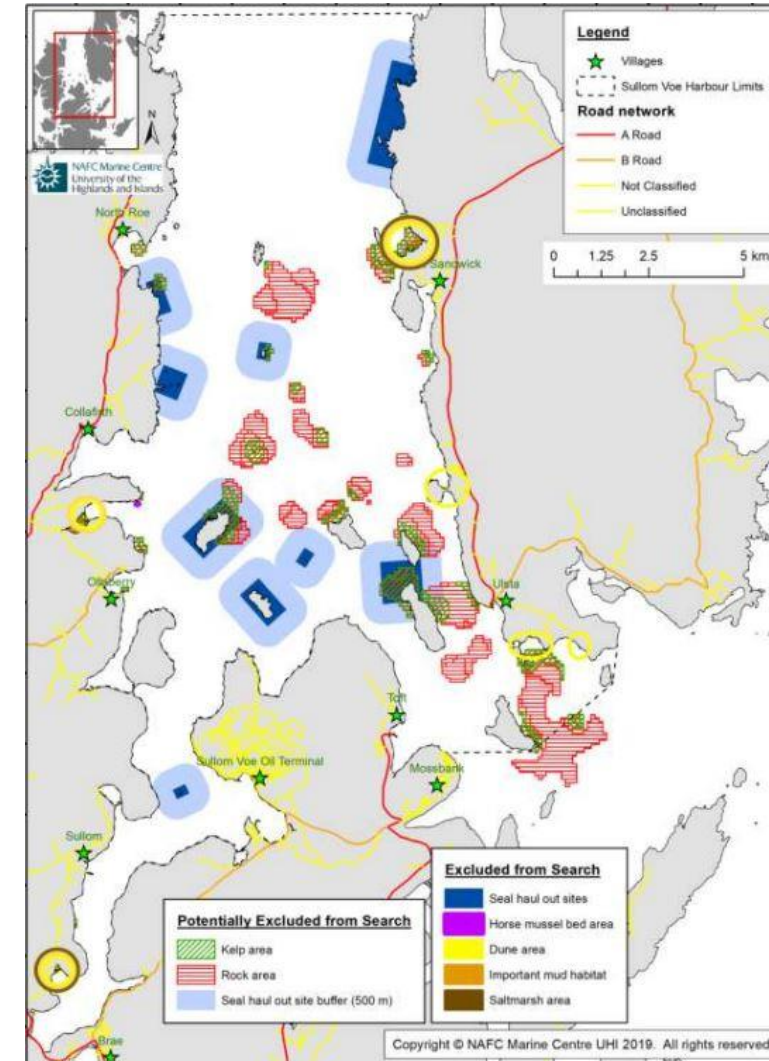 Legend
Villages
Sullom Voe Harbour Limits
Road network
A Road
B Road
Not Classified
Unclassified
0 1.25 2.5 5 km
N
NAFC Marine Centre
University of the
Highlands and Islands
North Roe
Sandwick
Collafirth
Ollaberry
Ulsta
Toft
Sullom Voe Oil Terminal
Mossbank
Sullom
Brae
Potentially Excluded from Search
Kelp area
Rock area
Seal haul out site buffer (500 m)
Excluded from Search
Seal haul out sites
Horse mussel bed area
Dune area
Important mud habitat
Saltmarsh area
Copyright © NAFC Marine Centre UHI 2019. All rights reserved